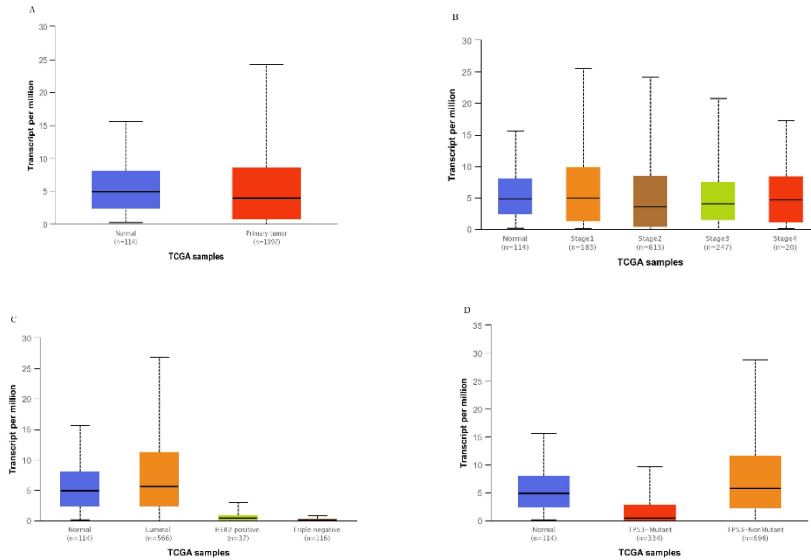 A
Transcript per million
30
25
20
15
10
5
0
Normal
(n=114)
Primary tumor
(n=1097)
TCGA samples
B
Transcript per million
30
25
20
15
10
5
0
Normal
(n=114)
Stage1
(n=183)
Stage2
(n=615)
Stage3
(n=247)
Stage4
(n=20)
TCGA samples
C
Transcript per million
30
25
20
15
10
5
0
Normal
(n=114)
Luminal
(n=566)
HER2 positive
(n=37)
Triple negative
(n=116)
TCGA samples
D
Transcript per million
35
30
25
20
15
10
5
0
Normal
(n=114)
TP53-Mutant
(n=334)
TP53-NonMutant
(n=698)
TCGA samples